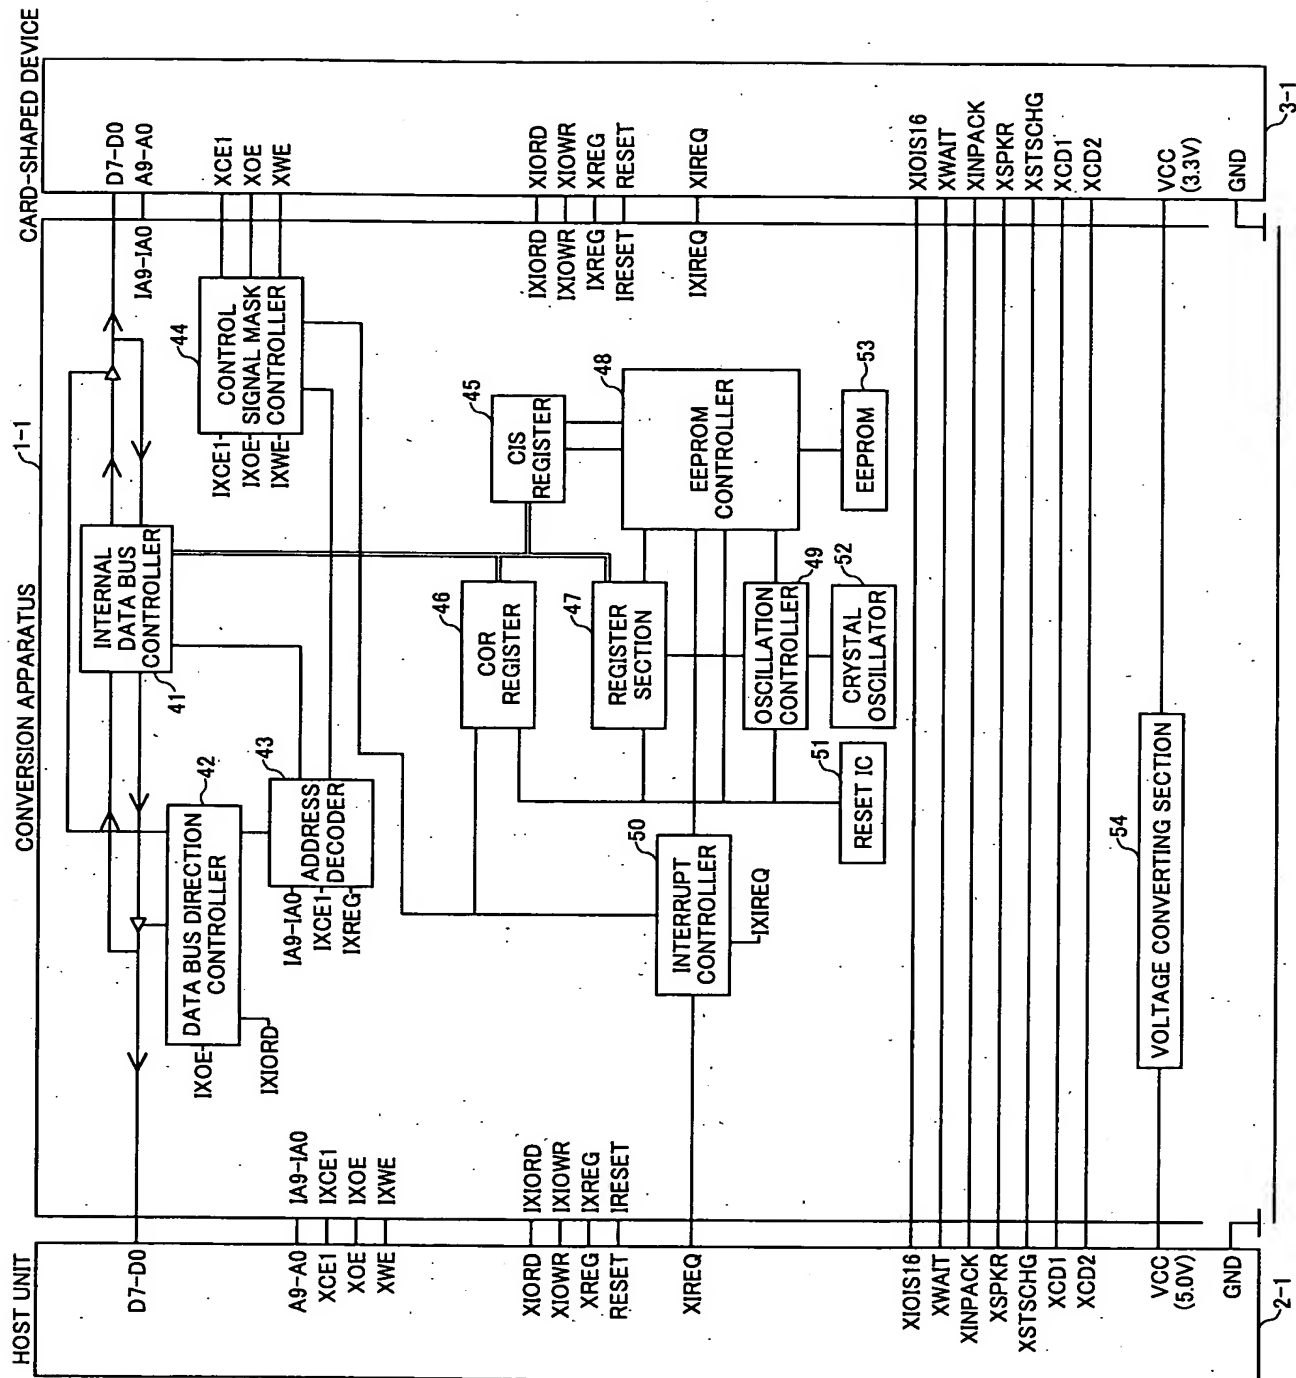 HOST UNIT
CONVERSION APPARATUS
1-1
CARD-SHAPED DEVICE
D7-D0
A9-A0
XCE1
XOE
XWE
XIORD
XIOWR
XREG
RESET
XIREQ
XIOIS16
XWAIT
XINPACK
XSPKR
XSTSCHG
XCD1
XCD2
VCC
(5.0V)
GND
2-1
IA9-IA0
IXCE1
IXOE
IXWE
IXIORD
IXIOWR
IXREG
IRESET
IXOE
DATA BUS DIRECTION
CONTROLLER
42
IXIORD
INTERNAL
DATA BUS
CONTROLLER
41
IA9-IA0
IXCE1
IXREG
ADDRESS
DECODER
43
IXCE1
IXOE
IXWE
CONTROL
SIGNAL MASK
CONTROLLER
44
CIS
REGISTER
45
COR
REGISTER
46
REGISTER
SECTION
47
EEPROM
CONTROLLER
48
OSCILLATION
CONTROLLER
49
INTERRUPT
CONTROLLER
50
IXIREQ
RESET IC
51
CRYSTAL
OSCILLATOR
52
EEPROM
53
VOLTAGE CONVERTING SECTION
54
IA9-IA0
IXIORD
IXIOWR
IXREG
IRESET
IXIREQ
D7-D0
A9-A0
XCE1
XOE
XWE
XIORD
XIOWR
XREG
RESET
XIREQ
XIOIS16
XWAIT
XINPACK
XSPKR
XSTSCHG
XCD1
XCD2
VCC
(3.3V)
GND
3-1